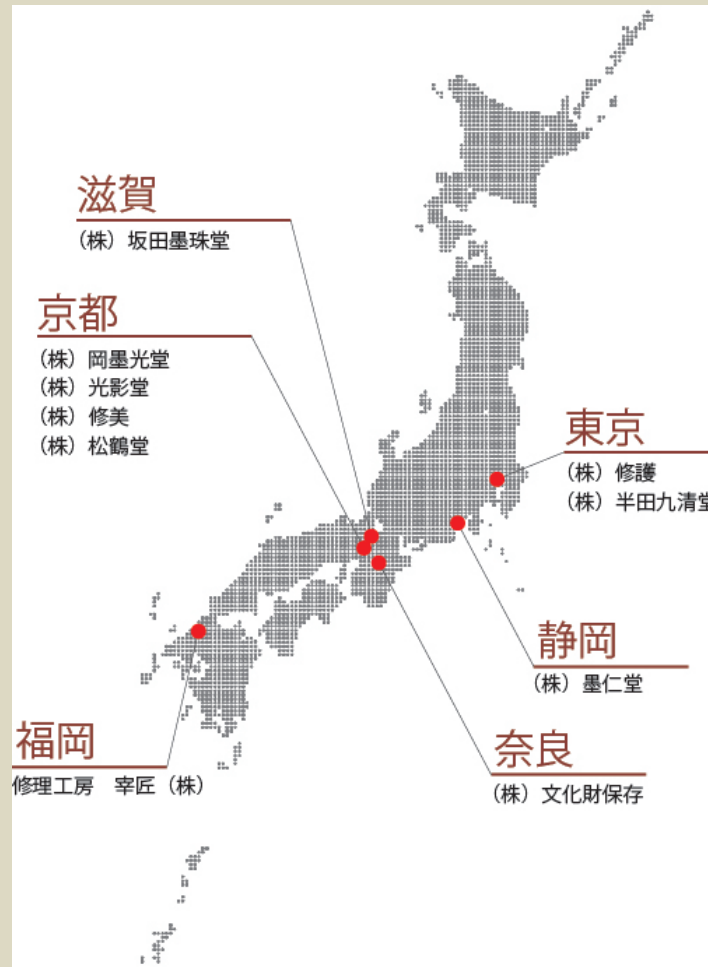 滋賀
(株) 坂田墨珠堂
京都
(株) 岡墨光堂
(株) 光影堂
(株) 修美
(株) 松鶴堂
東京
(株) 修護
(株) 半田九清堂
静岡
(株) 墨仁堂
奈良
(株) 文化財保存
福岡
修理工房　宰匠 (株)